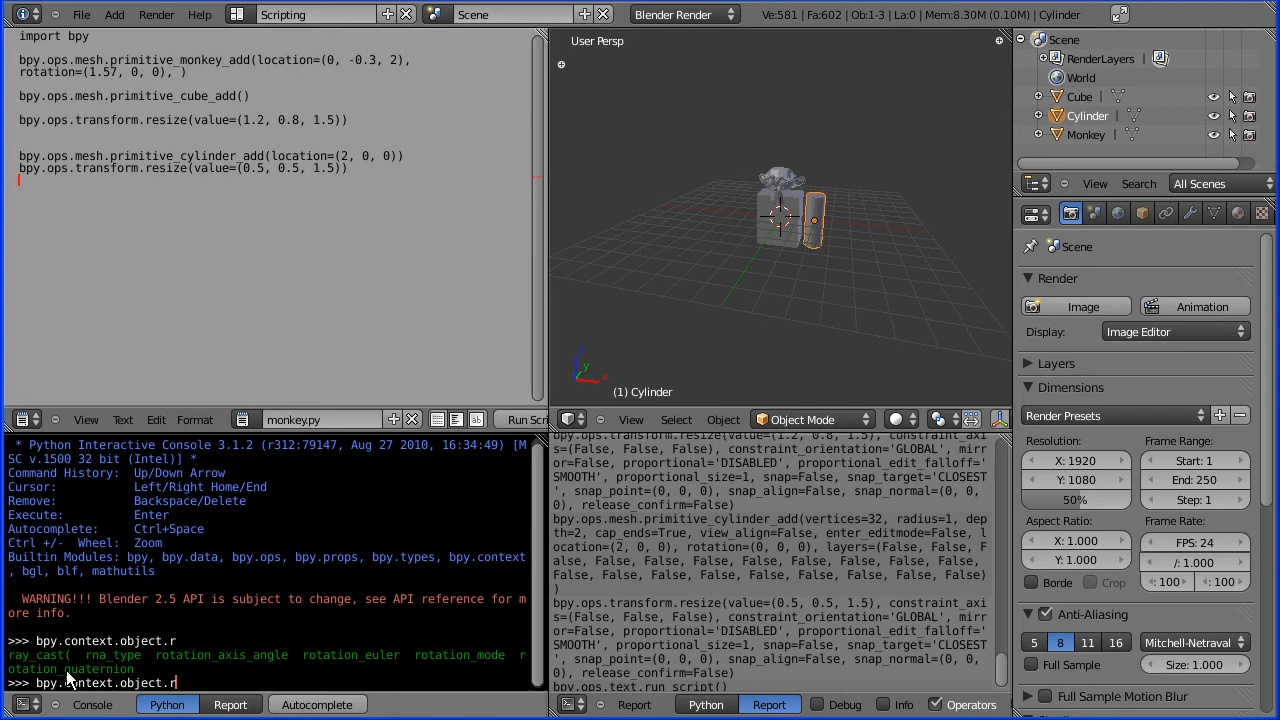 File Add Render Help Scripting Scene Blender Render Ve:581 | Fa:602 | Ob:1-3 | La:0 | Mem:8.30M (0.10M) | Cylinder
import bpy
bpy.ops.mesh.primitive_monkey_add(location=(0, -0.3, 2),
rotation=(1.57, 0, 0), )
bpy.ops.mesh.primitive_cube_add()
bpy.ops.transform.resize(value=(1.2, 0.8, 1.5))
bpy.ops.mesh.primitive_cylinder_add(location=(2, 0, 0))
bpy.ops.transform.resize(value=(0.5, 0.5, 1.5))
User Persp
z
y
x
(1) Cylinder
View Text Edit Format monkey.py Run Scri
View Select Object Object Mode
* Python Interactive Console 3.1.2 (r312:79147, Aug 27 2010, 16:34:49) [M
SC v.1500 32 bit (Intel)] *
Command History: Up/Down Arrow
Cursor: Left/Right Home/End
Remove: Backspace/Delete
Execute: Enter
Autocomplete: Ctrl+Space
Ctrl +/- Wheel: Zoom
Builtin Modules: bpy, bpy.data, bpy.ops, bpy.props, bpy.types, bpy.context
, bgl, blf, mathutils
WARNING!!! Blender 2.5 API is subject to change, see API reference for m
ore info.
>>> bpy.context.object.r
ray_cast( rna_type rotation_axis_angle rotation_euler rotation_mode r
otation_quaternion
>>> bpy.context.object.r
Console Python Report Autocomplete
bpy.ops.transform.resize(value=(1.2, 0.8, 1.5), constraint_axi
s=(False, False, False), constraint_orientation='GLOBAL', mirr
or=False, proportional='DISABLED', proportional_edit_falloff='
SMOOTH', proportional_size=1, snap=False, snap_target='CLOSEST
', snap_point=(0, 0, 0), snap_align=False, snap_normal=(0, 0,
0), release_confirm=False)
bpy.ops.mesh.primitive_cylinder_add(vertices=32, radius=1, dep
th=2, cap_ends=True, view_align=False, enter_editmode=False, l
ocation=(2, 0, 0), rotation=(0, 0, 0), layers=(False, False, F
alse, False, False, False, False, False, False, False, False,
False, False, False, False, False, False, False, False, False)
)
bpy.ops.transform.resize(value=(0.5, 0.5, 1.5), constraint_axi
s=(False, False, False), constraint_orientation='GLOBAL', mirr
or=False, proportional='DISABLED', proportional_edit_falloff='
SMOOTH', proportional_size=1, snap=False, snap_target='CLOSEST
', snap_point=(0, 0, 0), snap_align=False, snap_normal=(0, 0,
0), release_confirm=False)
bpy.ops.text.run_script()
Report Python Report Debug Info Operators
Scene
RenderLayers
World
Cube
Cylinder
Monkey
View Search All Scenes
Scene
Render
Image Animation
Display: Image Editor
Layers
Dimensions
Render Presets
Resolution: Frame Range:
X: 1920 Start: 1
Y: 1080 End: 250
50% Step: 1
Aspect Ratio: Frame Rate:
X: 1.000 FPS: 24
Y: 1.000 /: 1.000
Borde Crop : 100 : 100
Anti-Aliasing
5 8 11 16 Mitchell-Netraval
Full Sample Size: 1.000
Full Sample Motion Blur